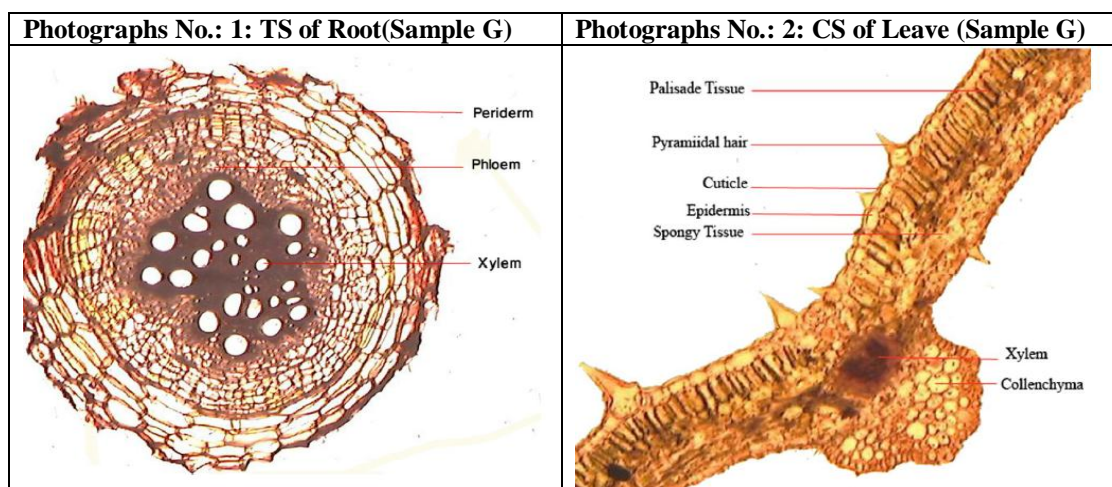 Photographs No.: 1: TS of Root(Sample G)
Photographs No.: 2: CS of Leave (Sample G)
Periderm
Phloem
Xylem
Palisade Tissue
Pyramiidal hair
Cuticle
Epidermis
Spongy Tissue
Xylem
Collenchyma